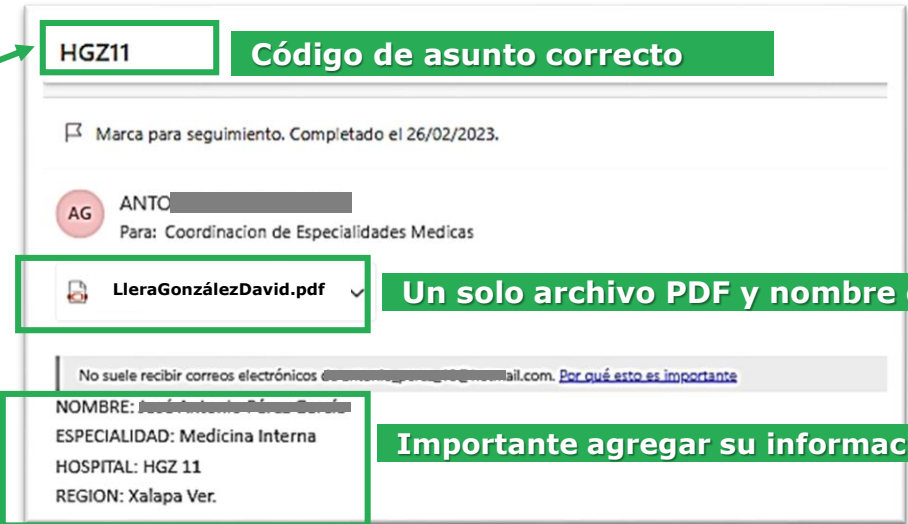 HGZ11
Código de asunto correcto
Marca para seguimiento. Completado el 26/02/2023.
AG
ANTO
Para: Coordinacion de Especialidades Medicas
LleraGonzálezDavid.pdf
Un solo archivo PDF y nombre
No suele recibir correos electrónicos ail.com. Por qué esto es importante
NOMBRE:
ESPECIALIDAD: Medicina Interna
Importante agregar su informac
HOSPITAL: HGZ 11
REGION: Xalapa Ver.